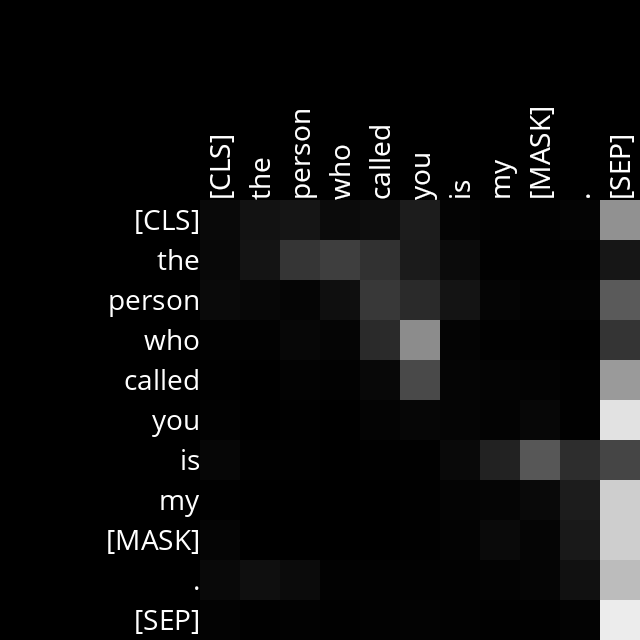 [CLS] the person who called you is my [MASK] . [SEP]
[CLS]
the
person
who
called
you
is
my
[MASK]
.
[SEP]